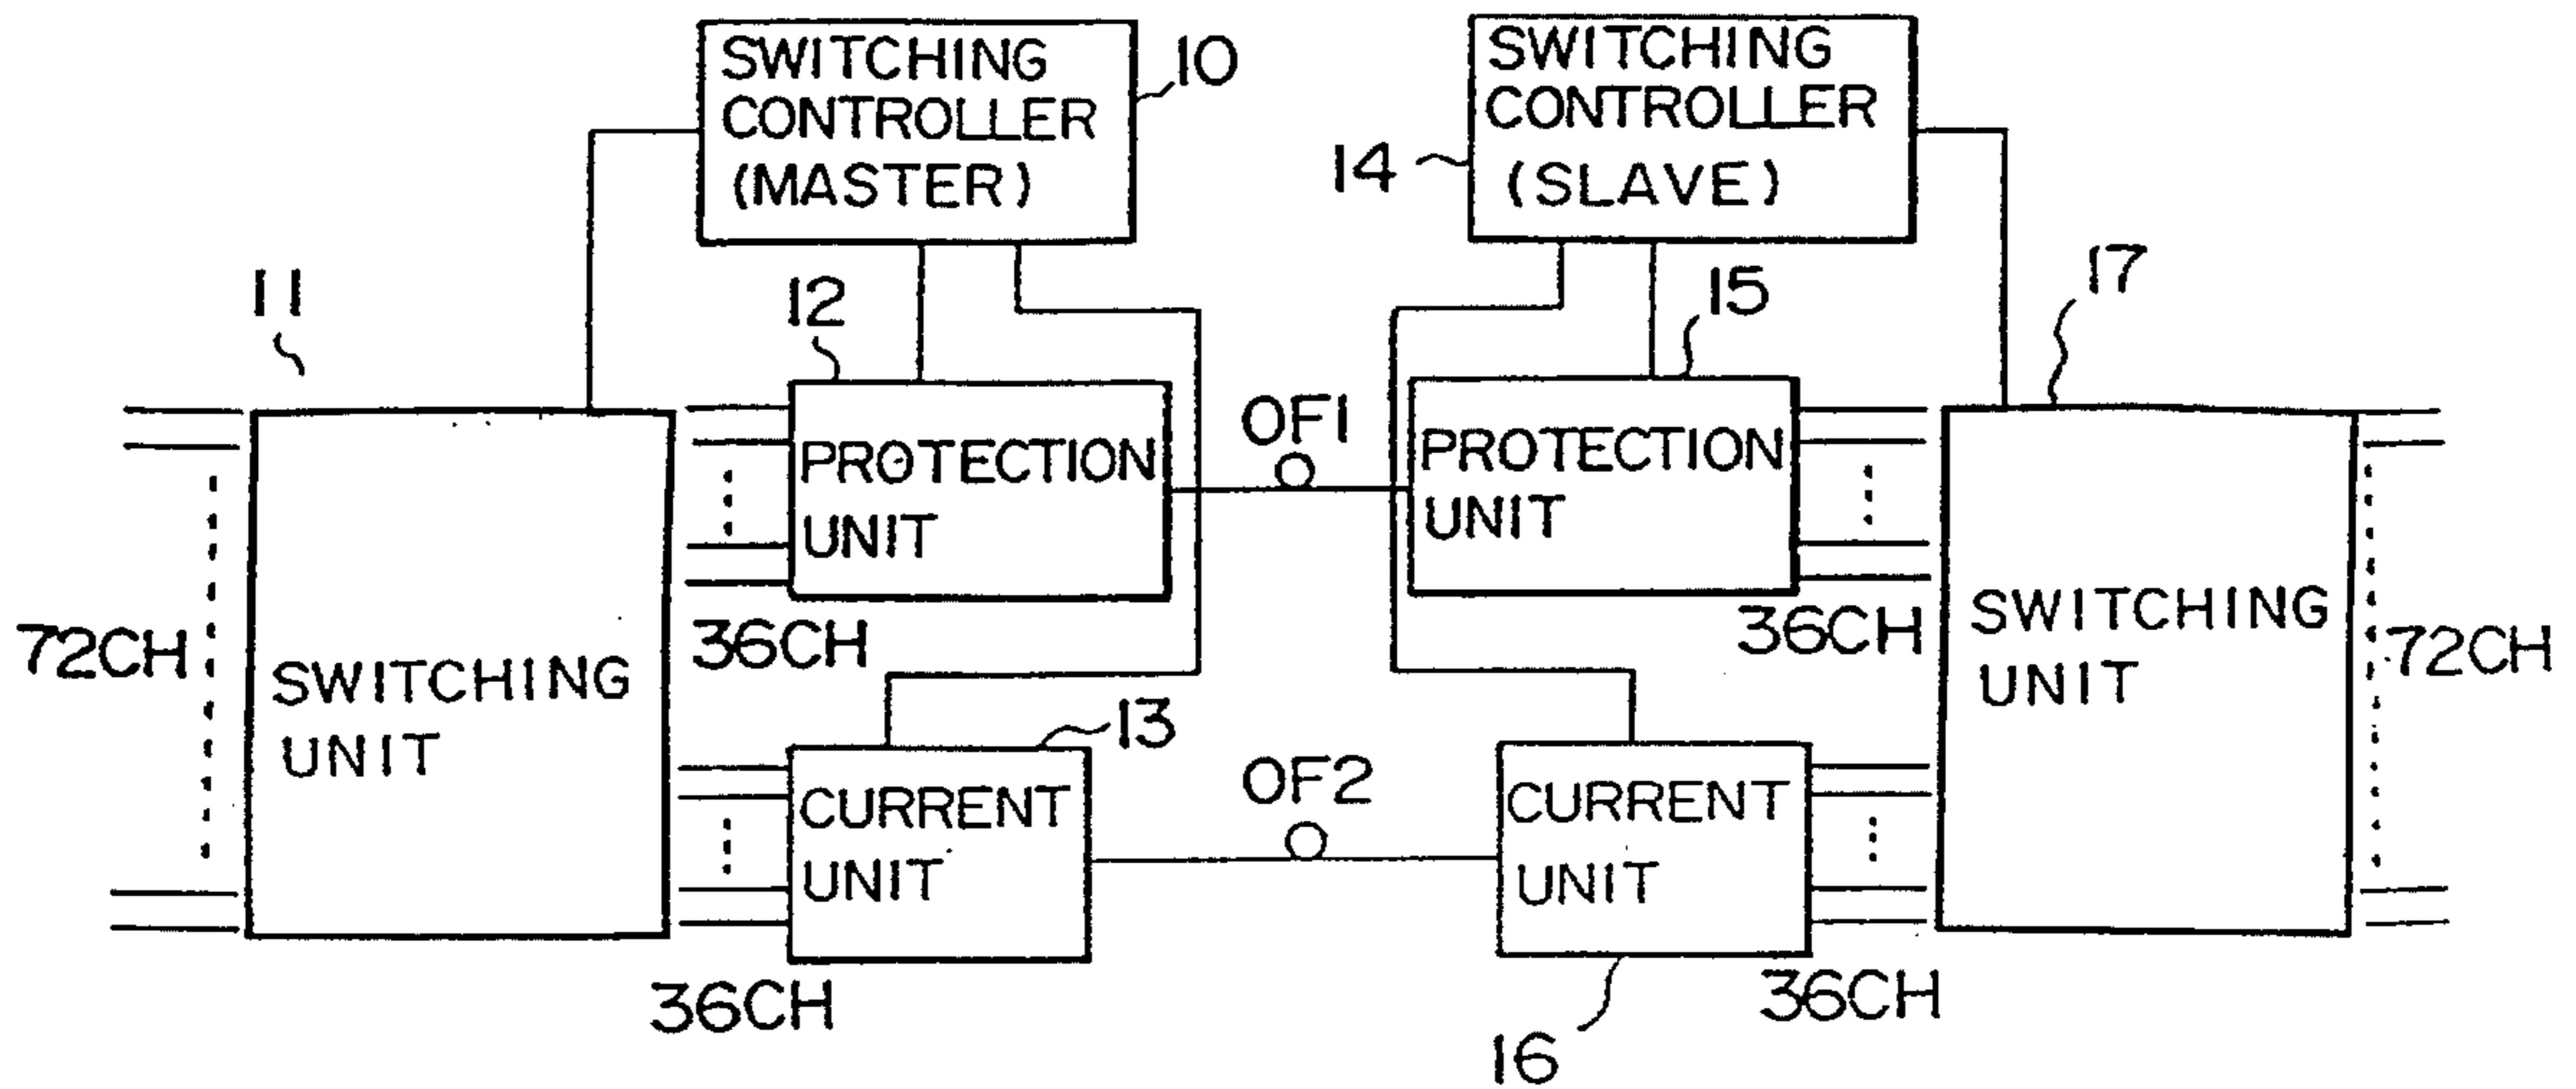 SWITCHING
CONTROLLER
(MASTER)
10
SWITCHING
CONTROLLER
(SLAVE)
14
11
12
15
17
OF1
PROTECTION
UNIT
PROTECTION
UNIT
72CH
SWITCHING
UNIT
36CH
36CH
SWITCHING
UNIT
72CH
13
OF2
CURRENT
UNIT
CURRENT
UNIT
36CH
36CH
16